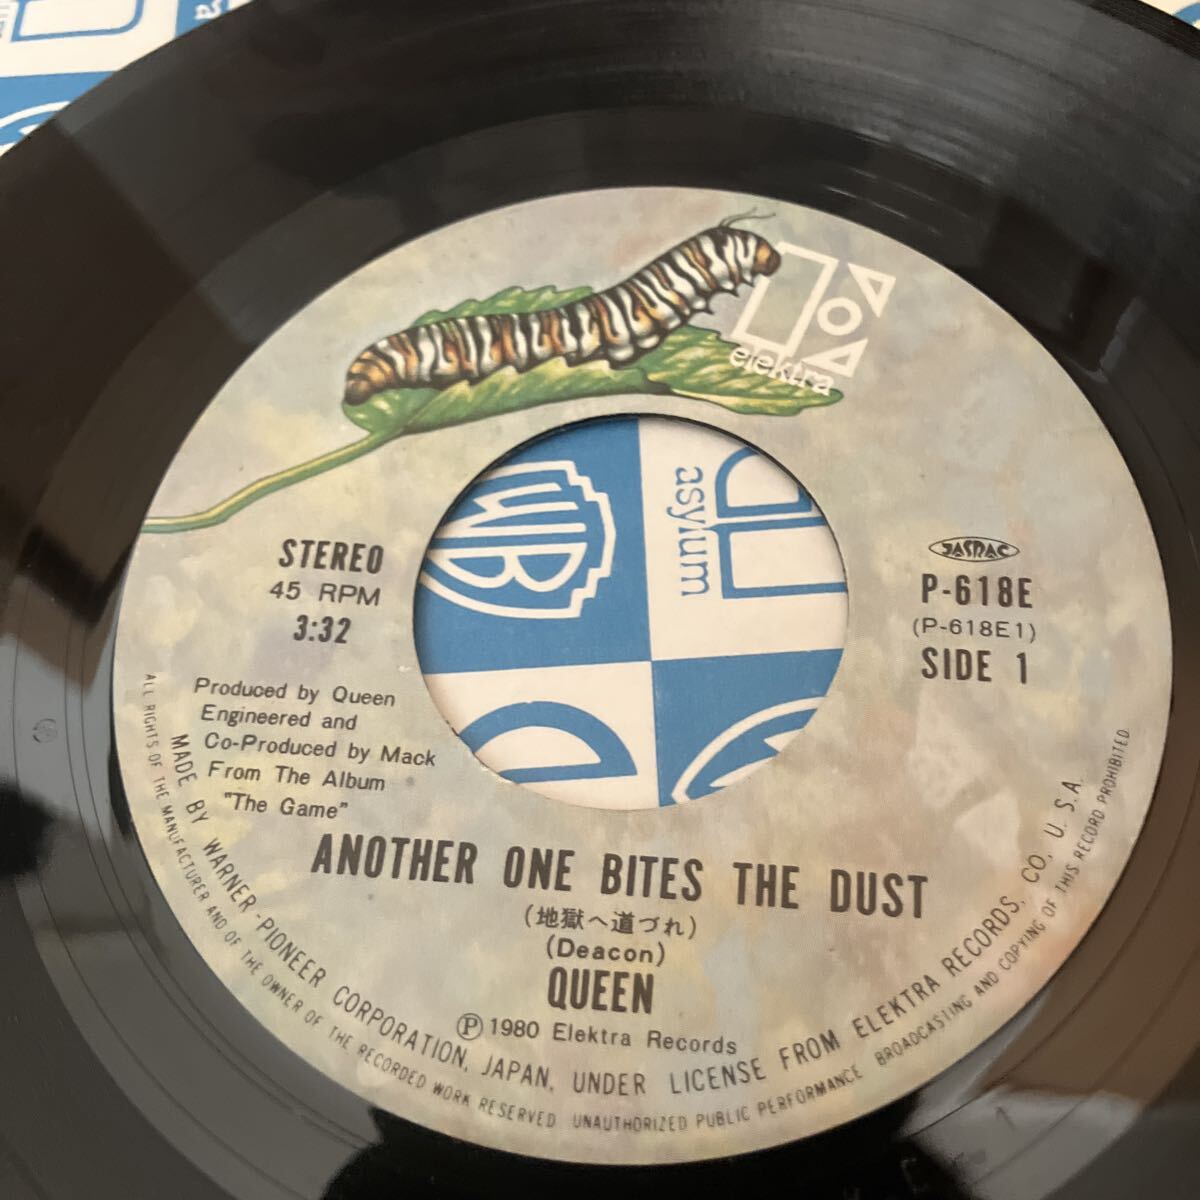 elektra
STEREO
45 RPM
3:32
JASRAC
P-618E
(P-618E1)
SIDE 1
Produced by Queen
Engineered and
Co-Produced by Mack
From The Album
"The Game"
ANOTHER ONE BITES THE DUST
(地獄へ道づれ)
(Deacon)
QUEEN
Ⓟ 1980 Elektra Records
MADE BY WARNER-PIONEER CORPORATION, JAPAN, UNDER LICENSE FROM ELEKTRA RECORDS, CO, U.S.A.
ALL RIGHTS OF THE MANUFACTURER AND OF THE OWNER OF THE RECORDED WORK RESERVED UNAUTHORIZED PUBLIC PERFORMANCE BROADCASTING AND COPYING OF THIS RECORD PROHIBITED
WB
asylum